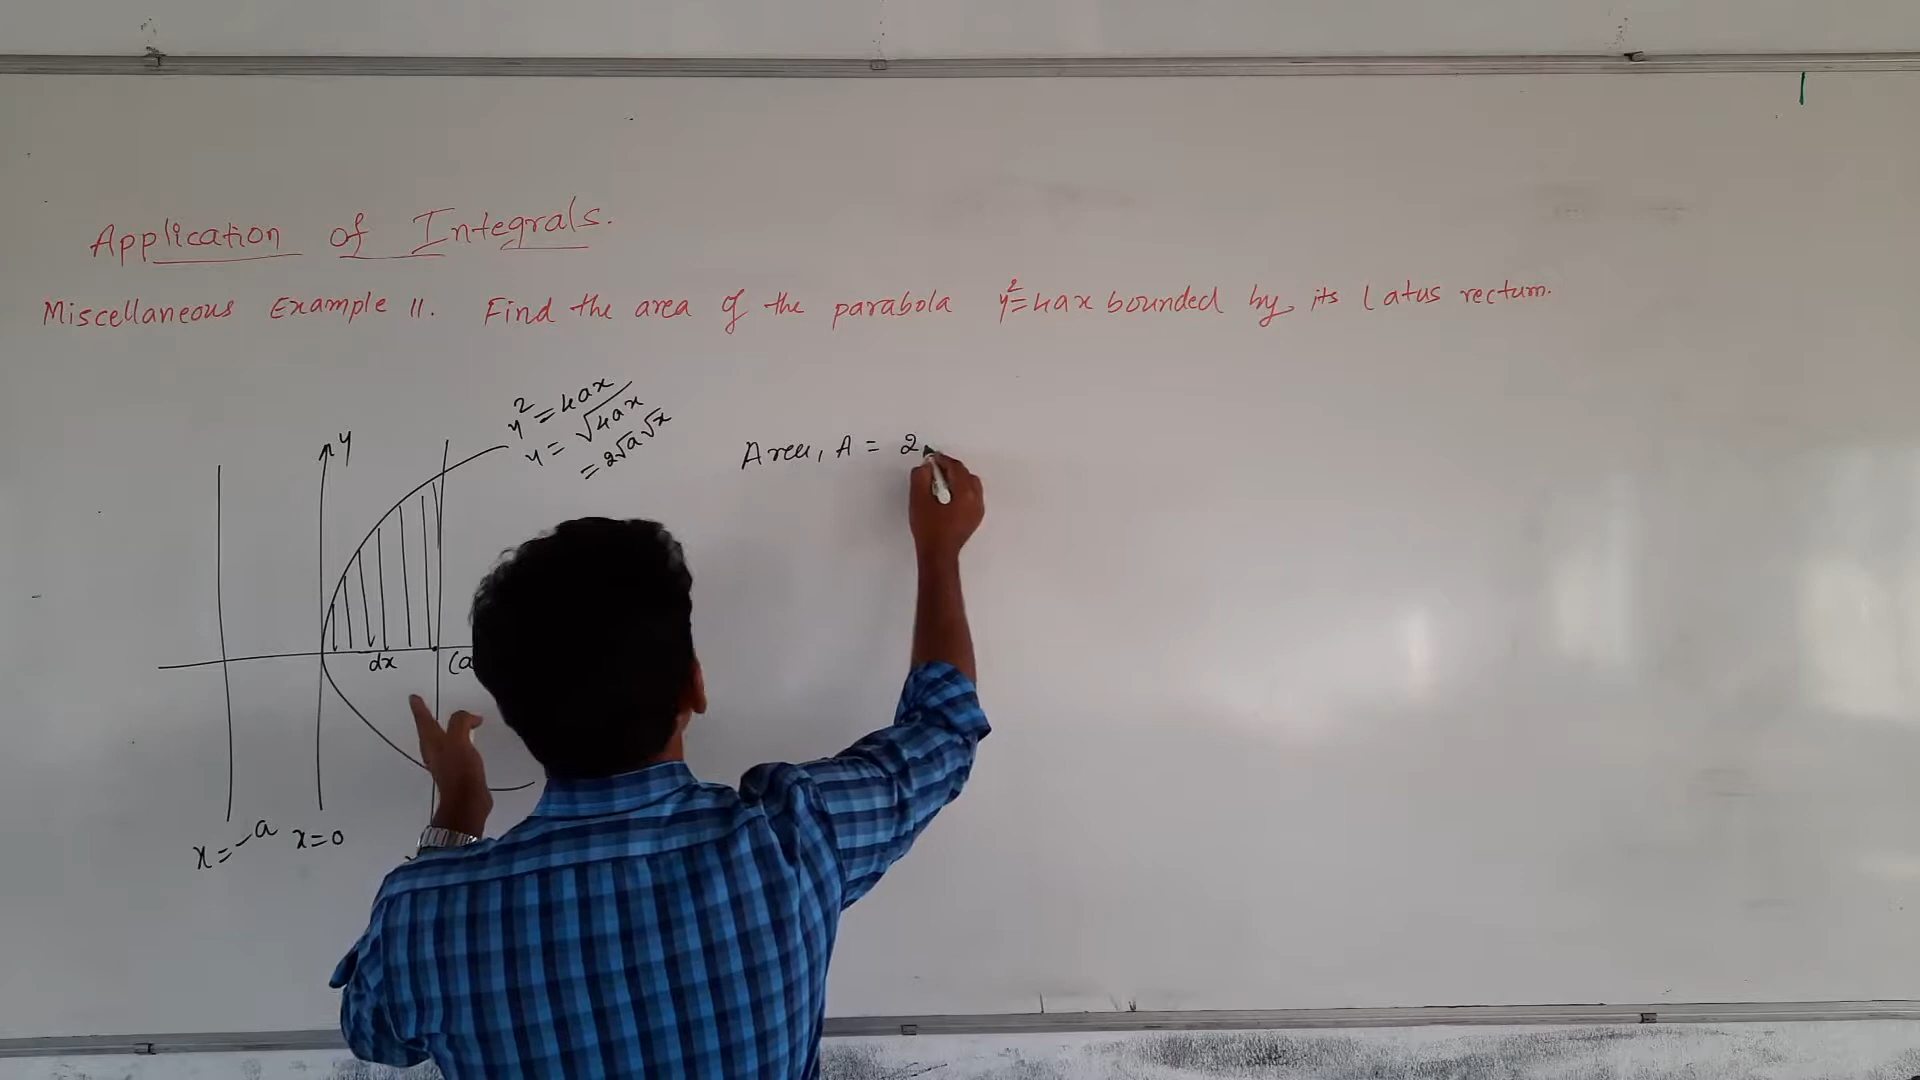 Application of Integrals.
Miscellaneous Example 11. Find the area of the parabola y²=4ax bounded by its Latus rectum.
y² = 4ax
y = √4ax
= 2√a√x
y
Area, A = 2
dx
(a
x=-a
x=0